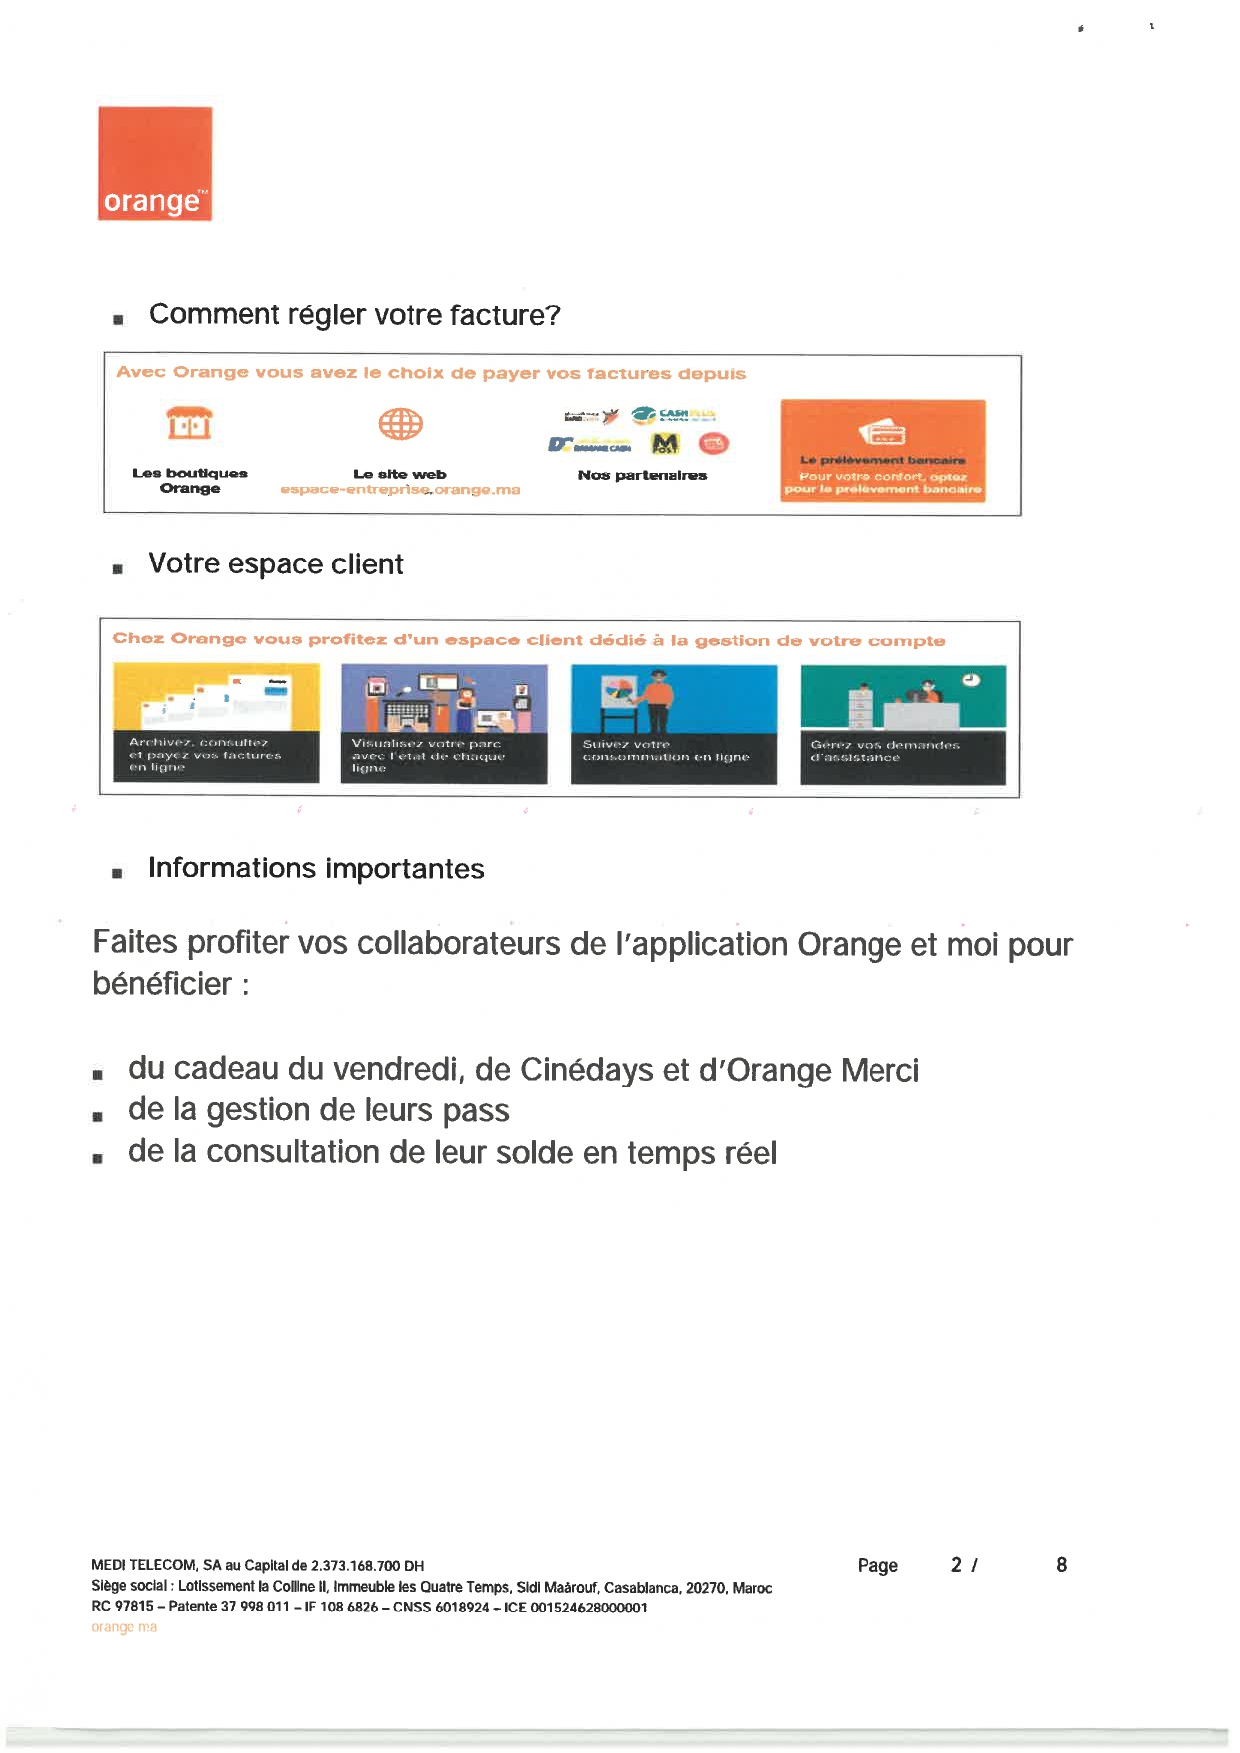 orange™
Comment régler votre facture?
Avec Orange vous avez le choix de payer vos factures depuis
CASH PLUS
DAMANE CASH
POST
Les boutiques
Orange
Le site web
espace-entreprise.orange.ma
Nos partenaires
Le prélèvement bancaire
Pour votre confort, optez
pour le prélèvement bancaire
Votre espace client
Chez Orange vous profitez d'un espace client dédié à la gestion de votre compte
Archivez, consultez
et payez vos factures
en ligne
Visualisez votre parc
avec l'état de chaque
ligne
Suivez votre
consommation en ligne
Gérez vos demandes
d'assistance
Informations importantes
Faites profiter vos collaborateurs de l'application Orange et moi pour
bénéficier :
du cadeau du vendredi, de Cinédays et d'Orange Merci
de la gestion de leurs pass
de la consultation de leur solde en temps réel
MEDI TELECOM, SA au Capital de 2.373.168.700 DH
Page 2 / 8
Siège social : Lotissement la Colline II, Immeuble les Quatre Temps, Sidi Maârouf, Casablanca, 20270, Maroc
RC 97815 – Patente 37 998 011 – IF 108 6826 – CNSS 6018924 – ICE 001524628000001
orange ma